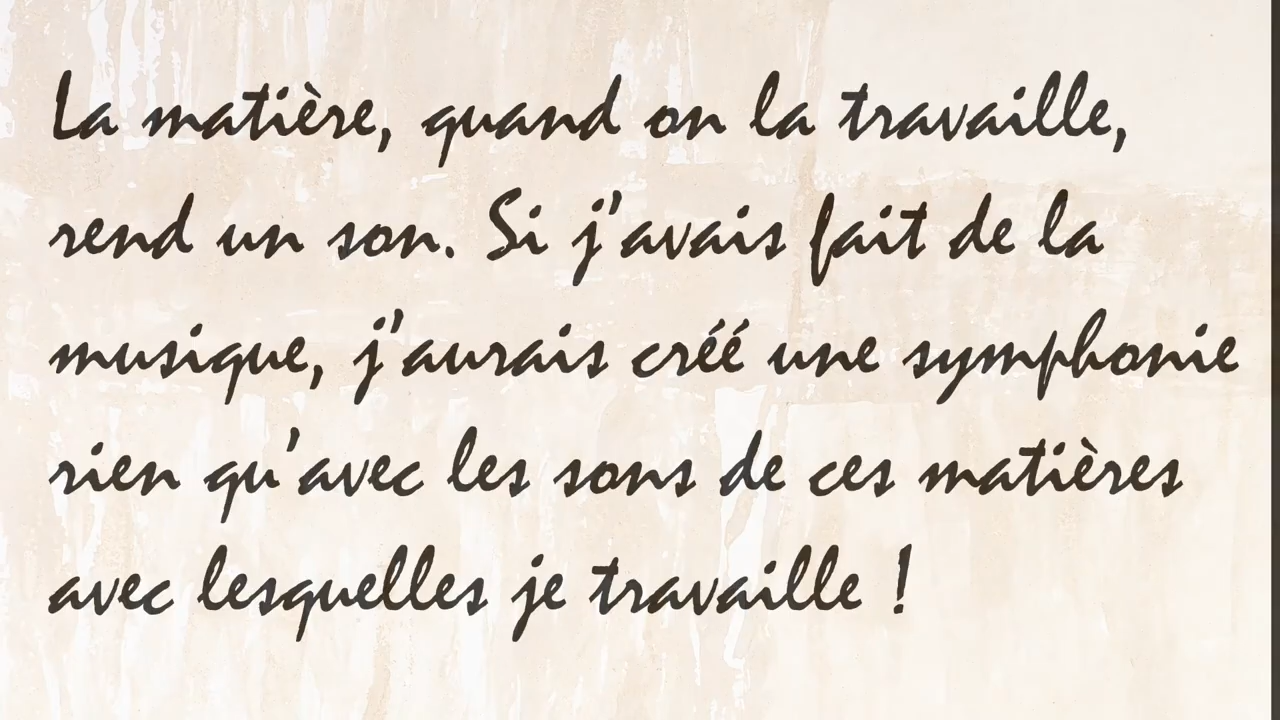 La matière, quand on la travaille,
rend un son. Si j'avais fait de la
musique, j'aurais créé une symphonie
rien qu'avec les sons de ces matières
avec lesquelles je travaille !